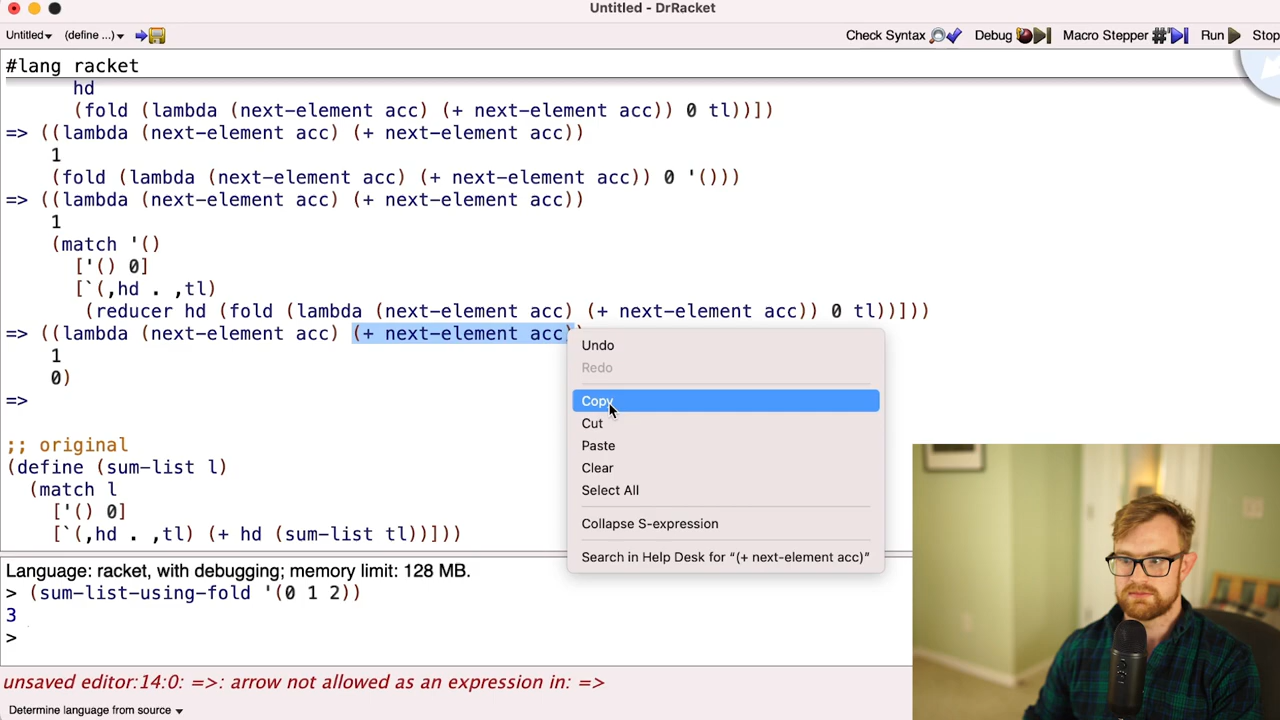 Untitled - DrRacket
Untitled▾ (define ...)▾ Check Syntax Debug Macro Stepper Run Stop
#lang racket
hd
(fold (lambda (next-element acc) (+ next-element acc)) 0 tl))])
=> ((lambda (next-element acc) (+ next-element acc))
1
(fold (lambda (next-element acc) (+ next-element acc)) 0 '()))
=> ((lambda (next-element acc) (+ next-element acc))
1
(match '()
['() 0]
[`(,hd . ,tl)
(reducer hd (fold (lambda (next-element acc) (+ next-element acc)) 0 tl))]))
=> ((lambda (next-element acc) (+ next-element acc))
1
0)
=>
;; original
(define (sum-list l)
(match l
['() 0]
[`(,hd . ,tl) (+ hd (sum-list tl))]))
Undo
Redo
Copy
Cut
Paste
Clear
Select All
Collapse S-expression
Search in Help Desk for “(+ next-element acc)”
Language: racket, with debugging; memory limit: 128 MB.
> (sum-list-using-fold '(0 1 2))
3
>
unsaved editor:14:0: =>: arrow not allowed as an expression in: =>
Determine language from source ▾